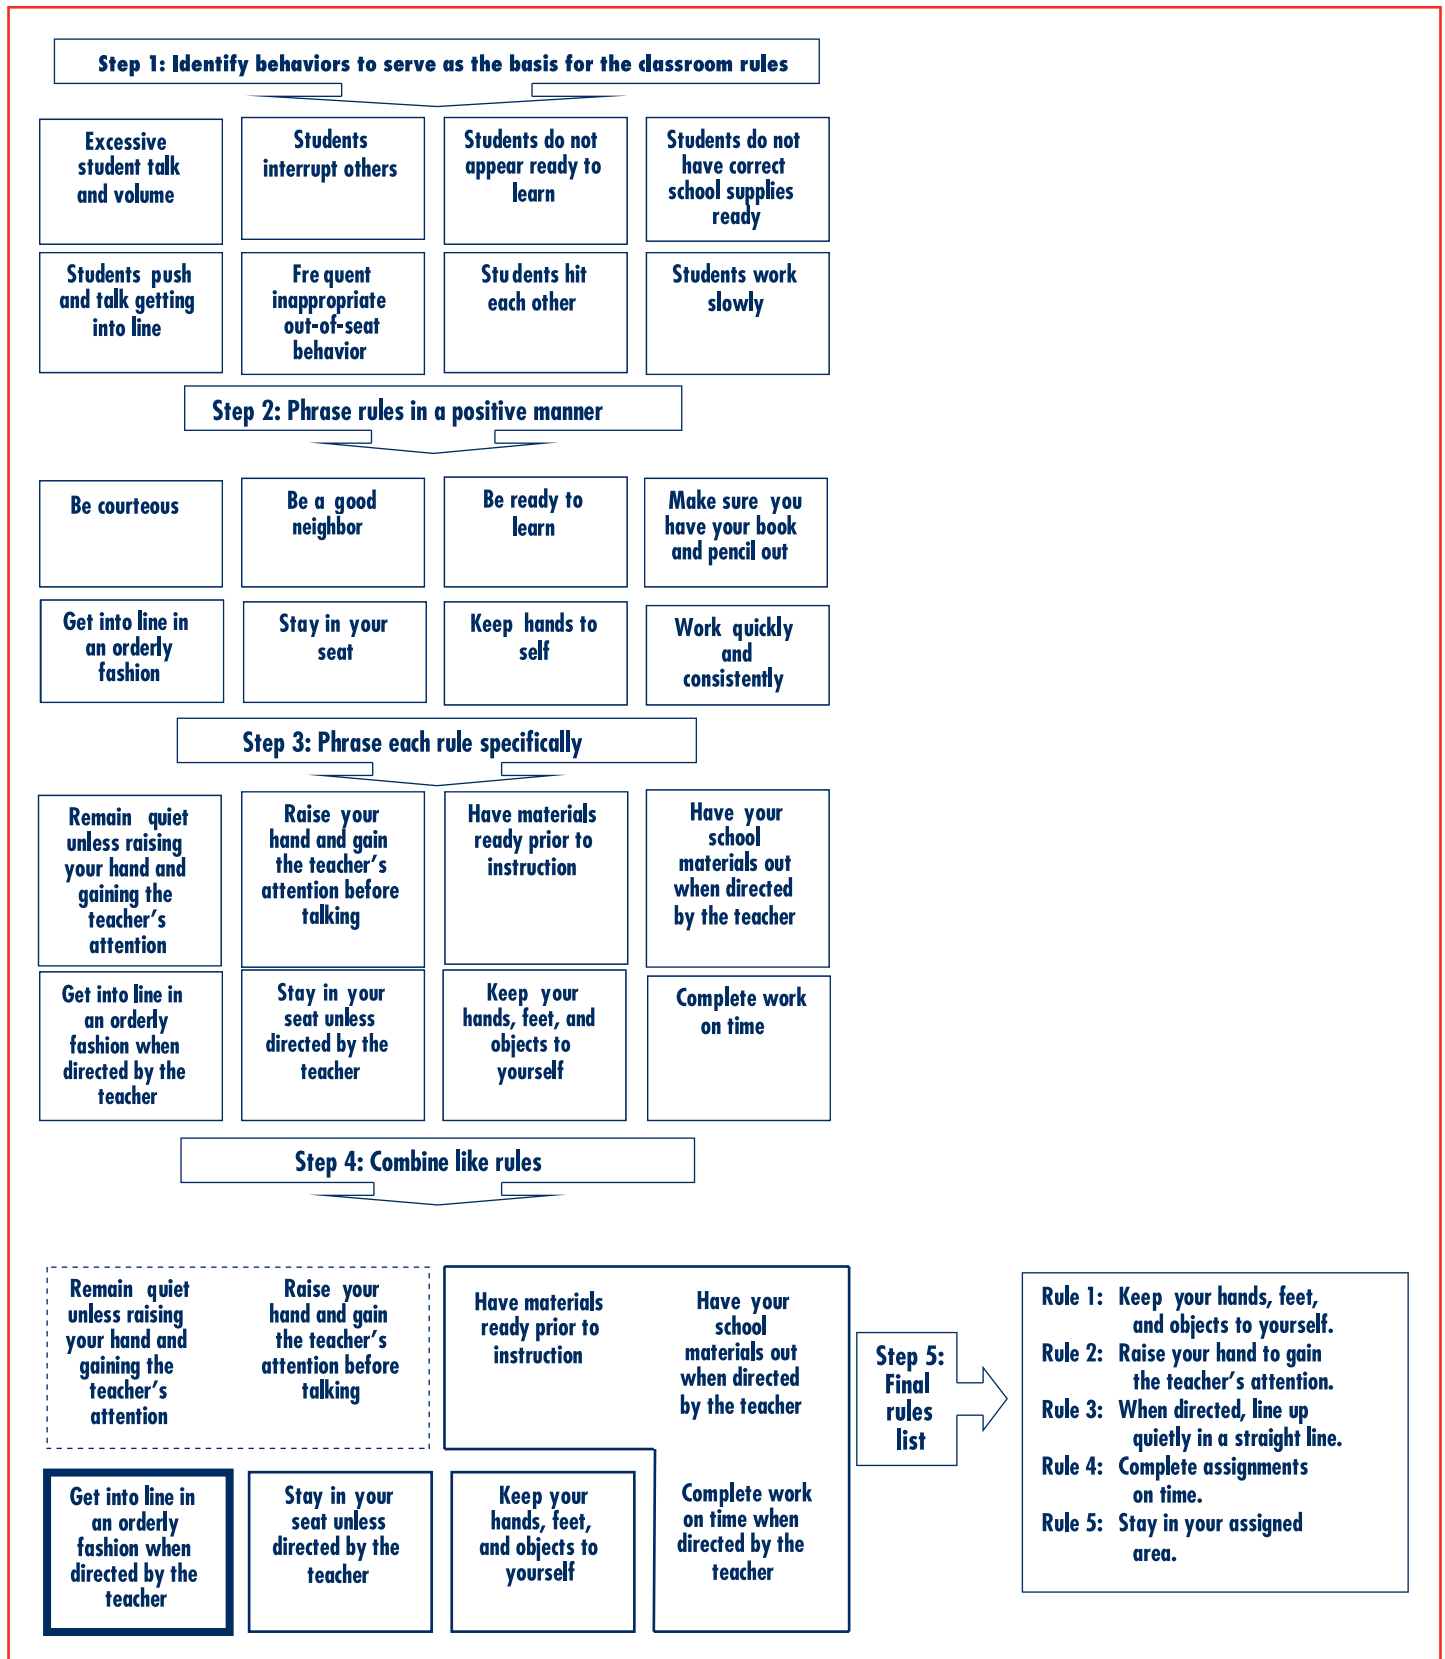 Step 1: Identify behaviors to serve as the basis for the classroom rules
Excessive
student talk
and volume
Students
interrupt others
Students do not
appear ready to
learn
Students do not
have correct
school supplies
ready
Students push
and talk getting
into line
Fre quent
inappropriate
out-of-seat
behavior
Stu dents hit
each other
Students work
slowly
Step 2: Phrase rules in a positive manner
Be courteous
Be a good
neighbor
Be ready to
learn
Make sure you
have your book
and pencil out
Get into line in
an orderly
fashion
Stay in your
seat
Keep hands to
self
Work quickly
and
consistently
Step 3: Phrase each rule specifically
Remain quiet
unless raising
your hand and
gaining the
teacher's
attention
Raise your
hand and gain
the teacher's
attention before
talking
Have materials
ready prior to
instruction
Have your
school
materials out
when directed
by the teacher
Get into line in
an orderly
fashion when
directed by the
teacher
Stay in your
seat unless
directed by the
teacher
Keep your
hands, feet, and
objects to
yourself
Complete work
on time
Step 4: Combine like rules
Remain quiet
unless raising
your hand and
gaining the
teacher's
attention
Raise your
hand and gain
the teacher's
attention before
talking
Have materials
ready prior to
instruction
Have your
school
materials out
when directed
by the teacher
Get into line in
an orderly
fashion when
directed by the
teacher
Stay in your
seat unless
directed by the
teacher
Keep your
hands, feet,
and objects to
yourself
Complete work
on time when
directed by the
teacher
Step 5:
Final
rules
list
Rule 1: Keep your hands, feet,
and objects to yourself.
Rule 2: Raise your hand to gain
the teacher's attention.
Rule 3: When directed, line up
quietly in a straight line.
Rule 4: Complete assignments
on time.
Rule 5: Stay in your assigned
area.